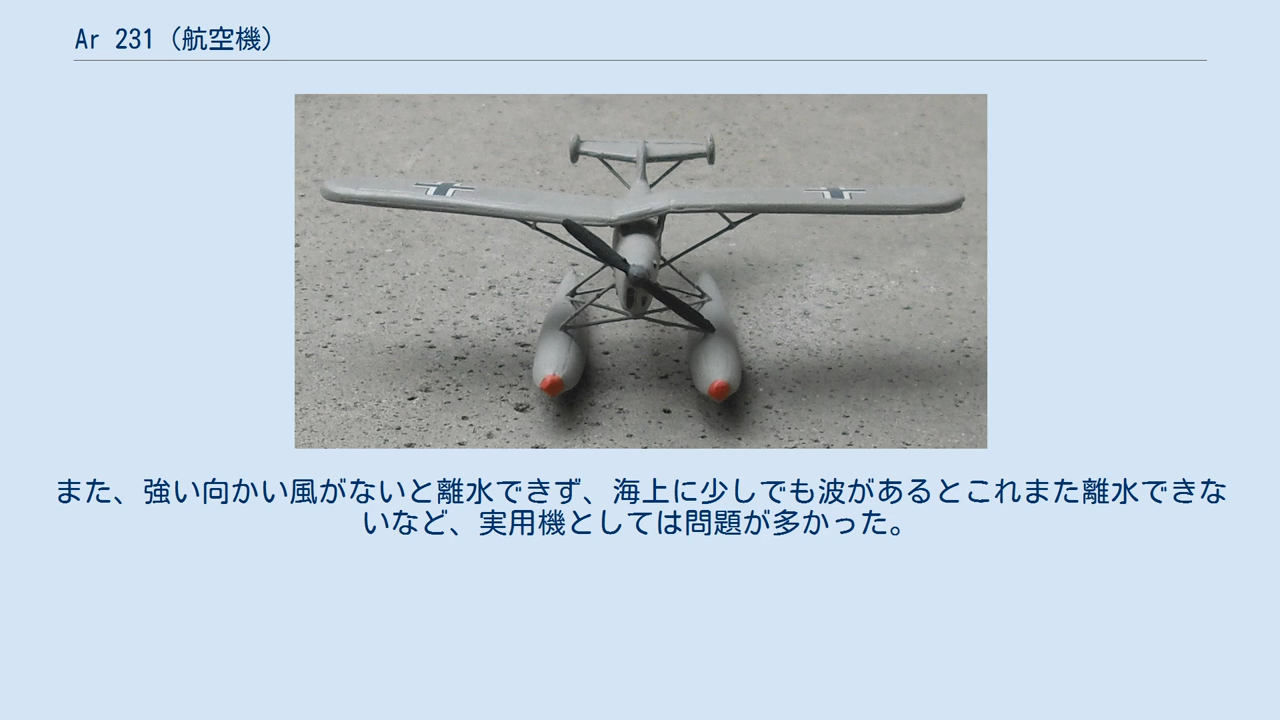 Ar 231（航空機）
また、強い向かい風がないと離水できず、海上に少しでも波があるとこれまた離水できな
いなど、実用機としては問題が多かった。